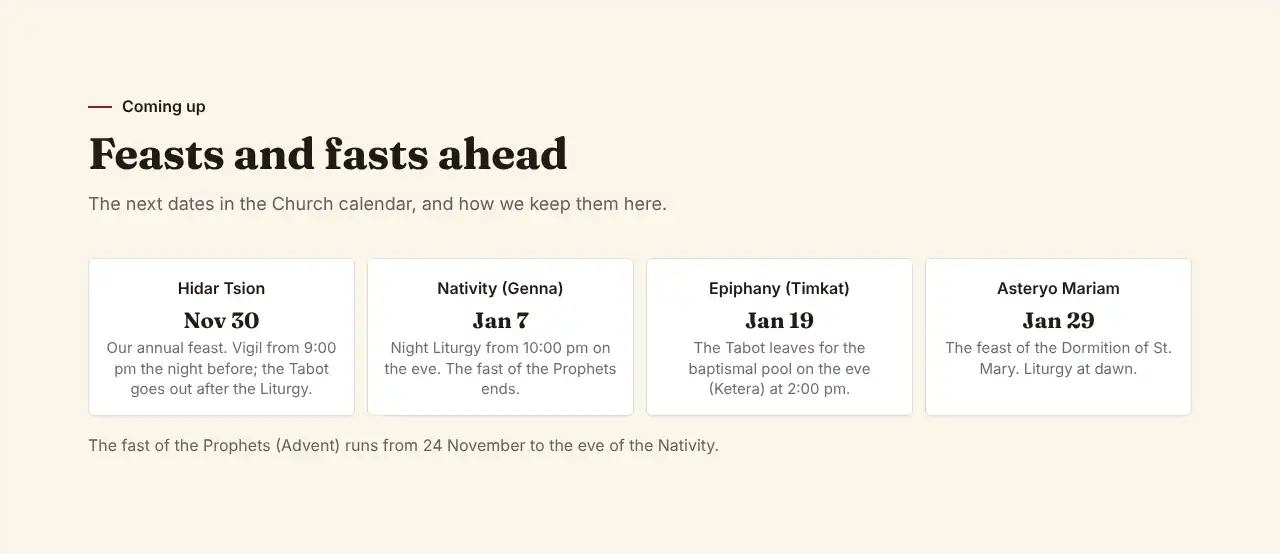 Coming up
Feasts and fasts ahead
The next dates in the Church calendar, and how we keep them here.
Hidar Tsion
Nov 30
Our annual feast. Vigil from 9:00
pm the night before; the Tabot
goes out after the Liturgy.
Nativity (Genna)
Jan 7
Night Liturgy from 10:00 pm on
the eve. The fast of the Prophets
ends.
Epiphany (Timkat)
Jan 19
The Tabot leaves for the
baptismal pool on the eve
(Ketera) at 2:00 pm.
Asteryo Mariam
Jan 29
The feast of the Dormition of St.
Mary. Liturgy at dawn.
The fast of the Prophets (Advent) runs from 24 November to the eve of the Nativity.